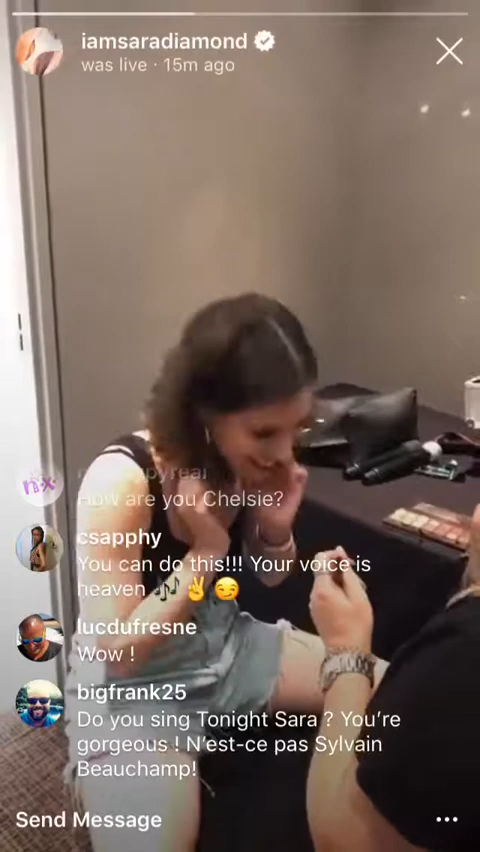 iamsaradiamond
was live · 15m ago
How are you Chelsie?
csapphy
You can do this!!! Your voice is
heaven 🎶✌️😏
lucdufresne
Wow !
bigfrank25
Do you sing Tonight Sara ? You're
gorgeous ! N'est-ce pas Sylvain
Beauchamp!
Send Message